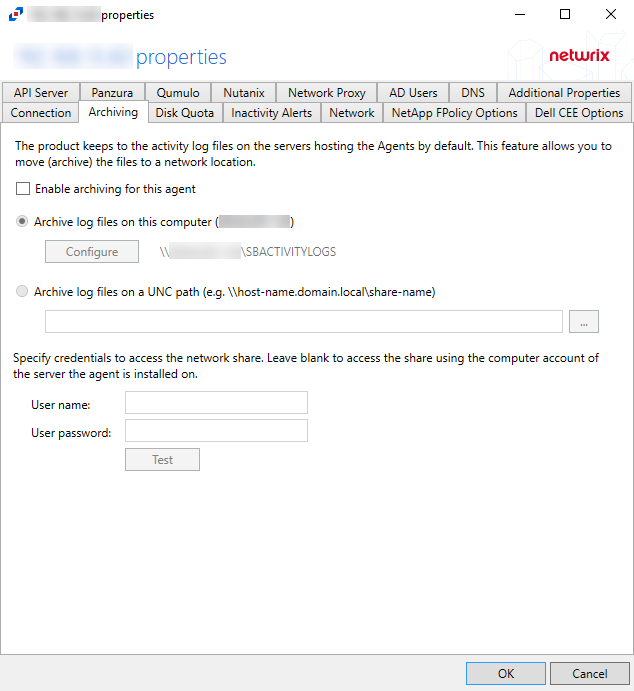 properties
properties
netwrix
API Server Panzura Qumulo Nutanix Network Proxy AD Users DNS Additional Properties
Connection Archiving Disk Quota Inactivity Alerts Network NetApp FPolicy Options Dell CEE Options
The product keeps to the activity log files on the servers hosting the Agents by default. This feature allows you to
move (archive) the files to a network location.
Enable archiving for this agent
Archive log files on this computer ( )
Configure \\ \SBACTIVITYLOGS
Archive log files on a UNC path (e.g. \\host-name.domain.local\share-name)
...
Specify credentials to access the network share. Leave blank to access the share using the computer account of
the server the agent is installed on.
User name:
User password:
Test
OK Cancel